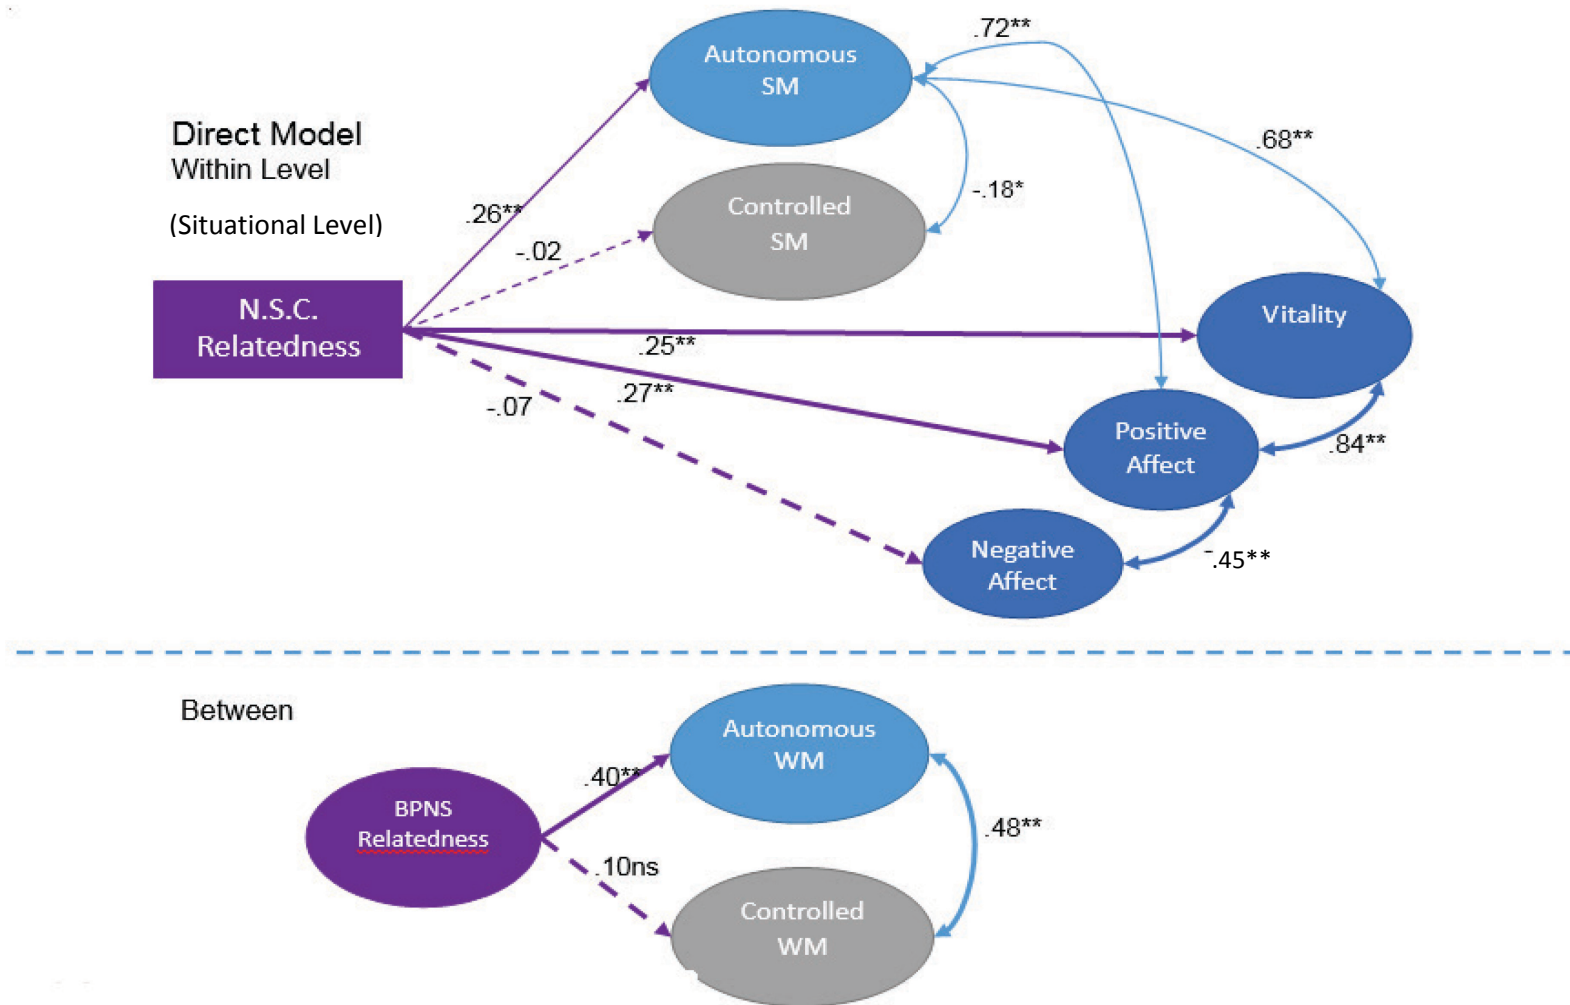 Direct Model
Within Level
(Situational Level)
N.S.C.
Relatedness
Autonomous
SM
Controlled
SM
Vitality
Positive
Affect
Negative
Affect
.72**
.68**
-.18*
.26**
-.02
.25**
.27**
-.07
.84**
-.45**
Between
BPNS
Relatedness
Autonomous
WM
Controlled
WM
.40**
.10ns
.48**